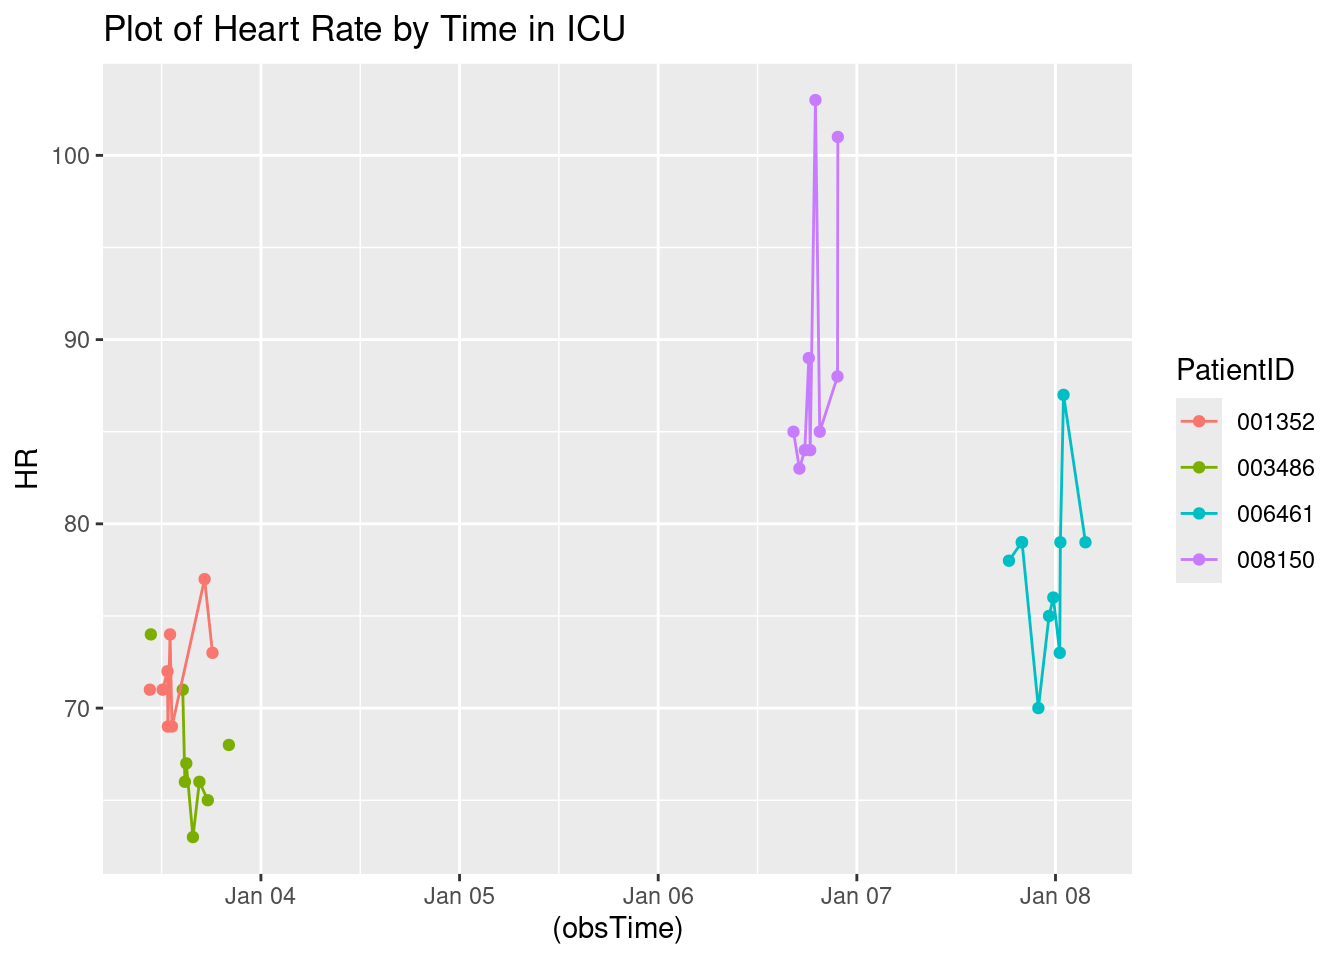 Plot of Heart Rate by Time in ICU
100
90
80
70
HR
Jan 04
Jan 05
Jan 06
Jan 07
Jan 08
(obsTime)
PatientID
001352
003486
006461
008150